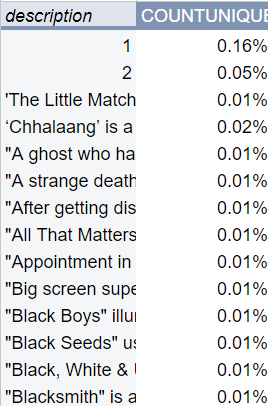 description COUNTUNIQUE
1 0.16%
2 0.05%
'The Little Match 0.01%
‘Chhalaang’ is a 0.02%
"A ghost who ha 0.01%
"A strange death 0.01%
"After getting dis 0.01%
"All That Matters 0.01%
"Appointment in 0.01%
"Big screen supe 0.01%
"Black Boys" illu 0.01%
"Black Seeds" us 0.01%
"Black, White & 0.01%
"Blacksmith" is a 0.01%